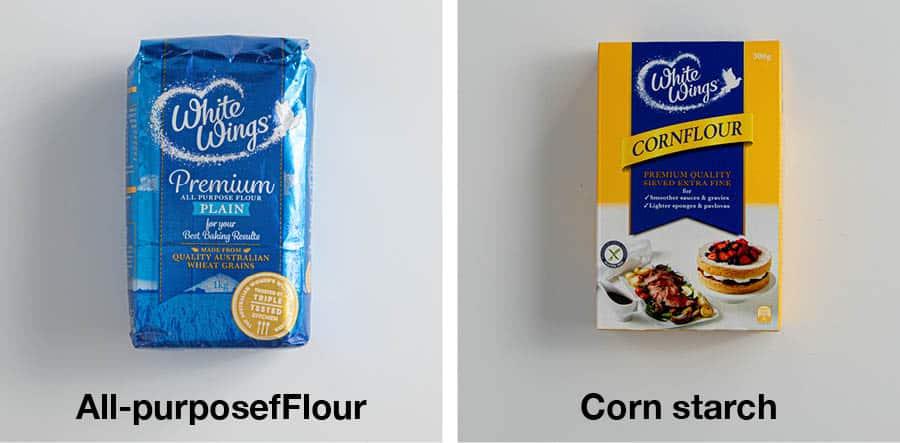 White
Wings
Premium
ALL PURPOSE FLOUR
PLAIN
for your
Best Baking Results
MADE FROM
QUALITY AUSTRALIAN
WHEAT GRAINS
1kg
TRIPLE
TESTED
KITCHEN
All-purposefFlour
300g
White
Wings
CORNFLOUR
PREMIUM QUALITY
SIEVED EXTRA FINE
for
✓Smoother sauces & gravies
✓Lighter sponges & pavlovas
Corn starch